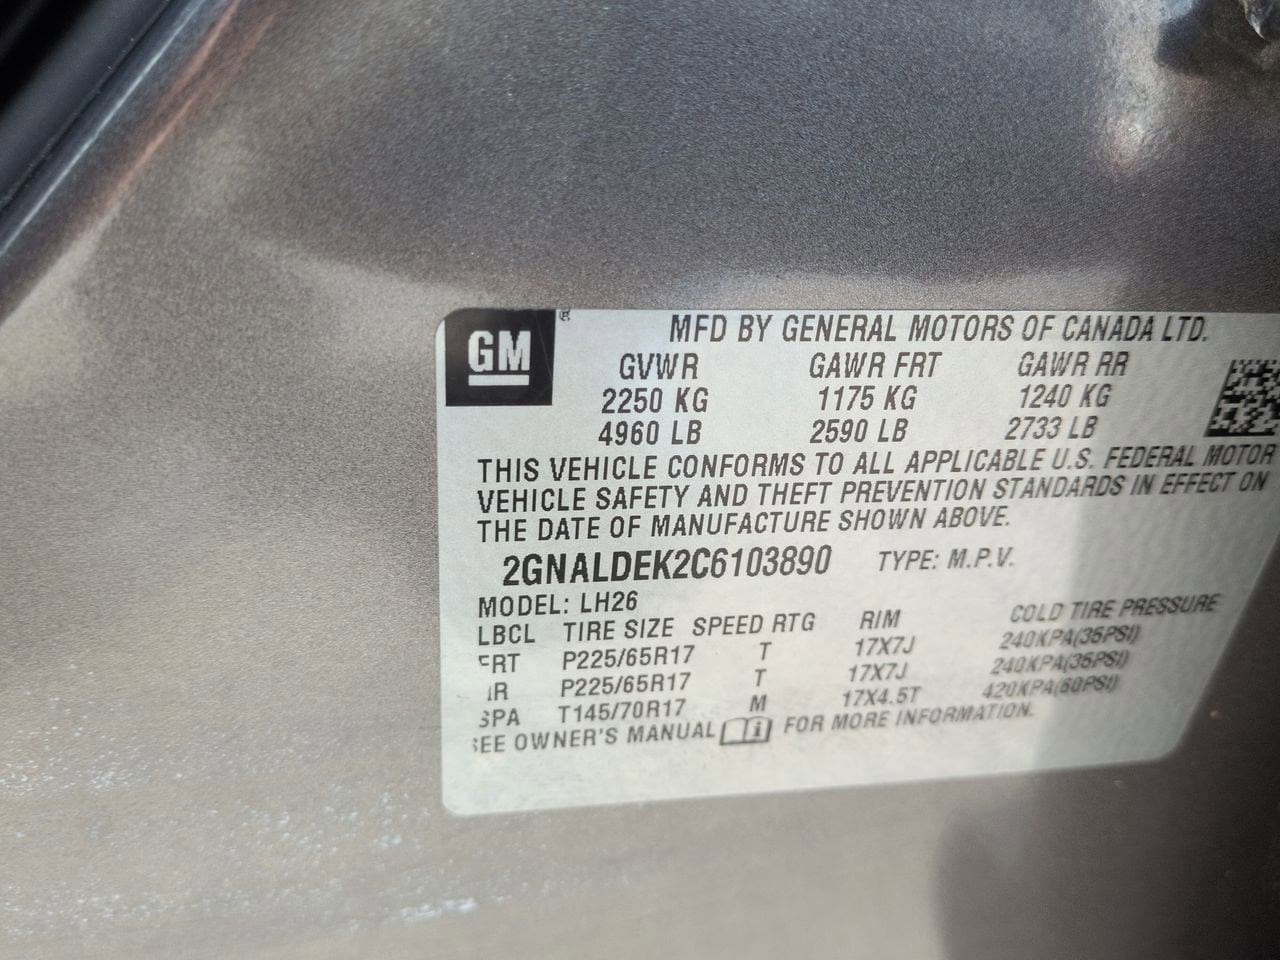 GM ®
MFD BY GENERAL MOTORS OF CANADA LTD.
GVWR GAWR FRT GAWR RR
2250 KG 1175 KG 1240 KG
4960 LB 2590 LB 2733 LB
THIS VEHICLE CONFORMS TO ALL APPLICABLE U.S. FEDERAL MOTOR
VEHICLE SAFETY AND THEFT PREVENTION STANDARDS IN EFFECT ON
THE DATE OF MANUFACTURE SHOWN ABOVE.
2GNALDEK2C6103890 TYPE: M.P.V.
MODEL: LH26
LBCL TIRE SIZE SPEED RTG RIM COLD TIRE PRESSURE
FRT P225/65R17 T 17X7J 240KPA(35PSI)
RR P225/65R17 T 17X7J 240KPA(35PSI)
SPA T145/70R17 M 17X4.5T 420KPA(60PSI)
SEE OWNER'S MANUAL FOR MORE INFORMATION.